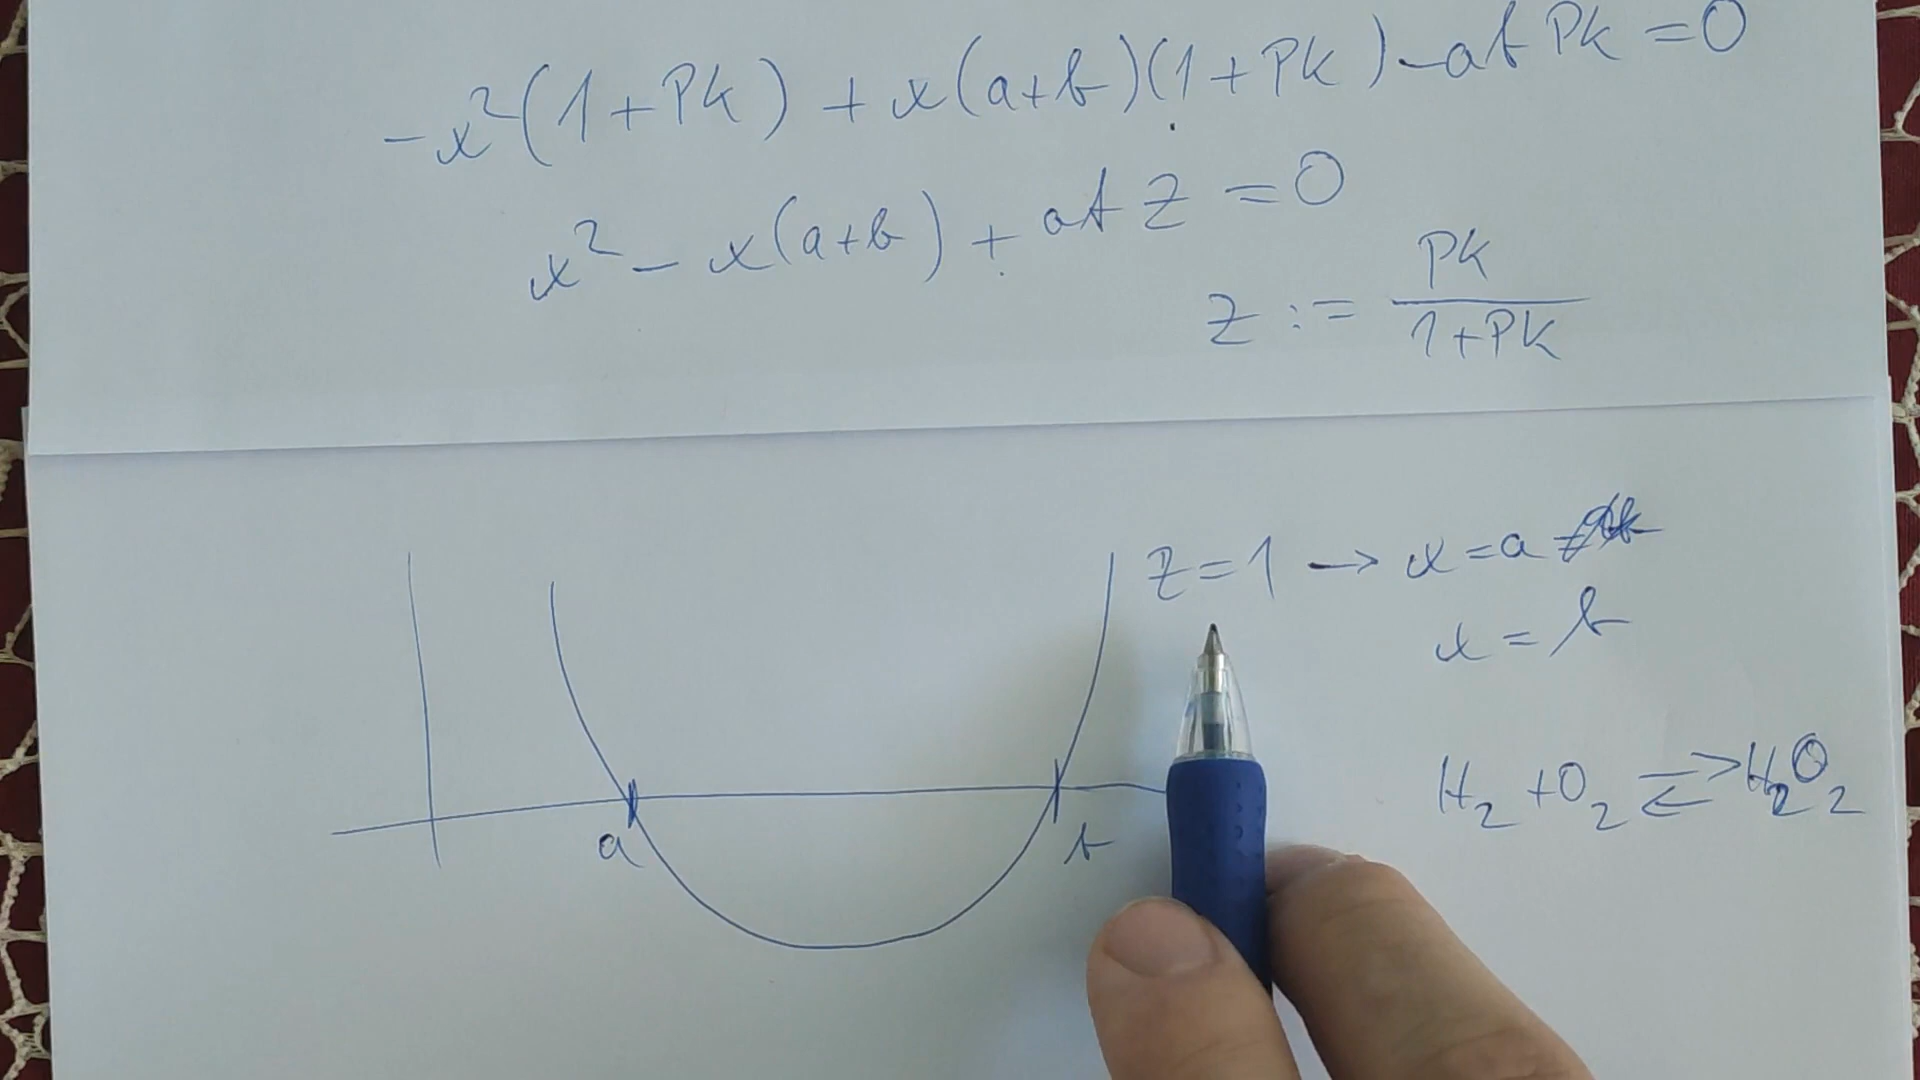 -x²(1+PK) + x(a+b)(1+PK) - ab PK = 0
x² - x(a+b) + ab z = 0
z := PK / 1+PK
z=1 → x=a
x = b
H₂ + O₂ ⇄ H₂O₂
a b